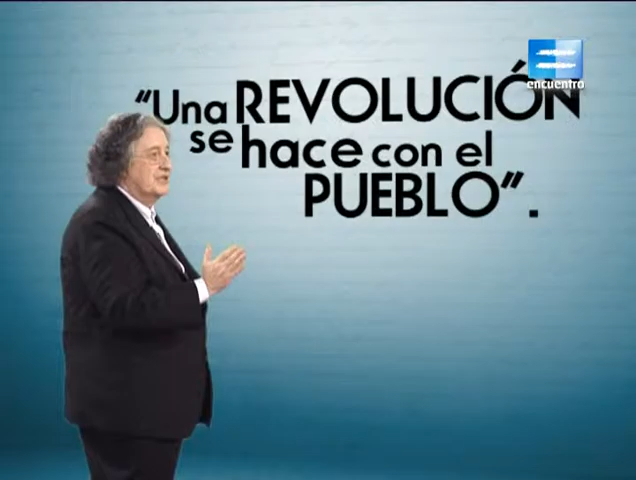 encuentro
“Una REVOLUCIÓN
se hace con el
PUEBLO”.